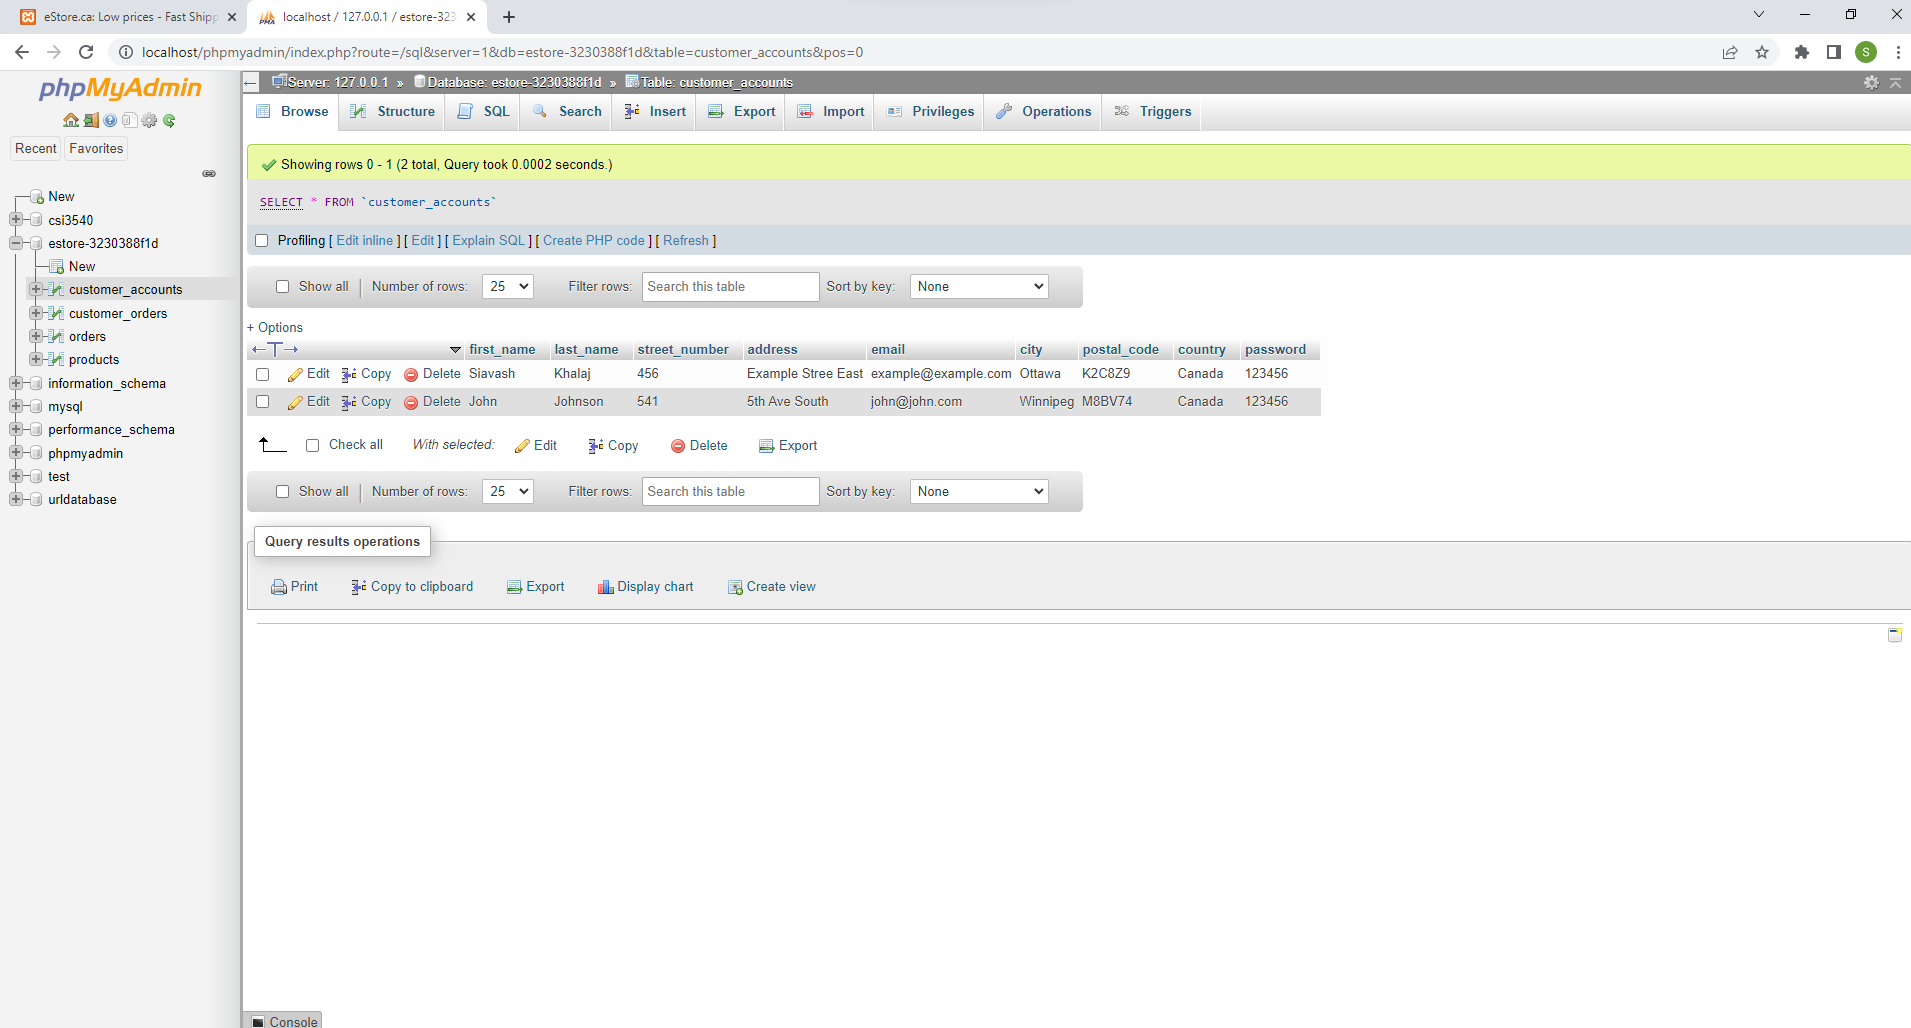 eStore.ca: Low prices - Fast Shipp
localhost / 127.0.0.1 / estore-323
localhost/phpmyadmin/index.php?route=/sql&server=1&db=estore-3230388f1d&table=customer_accounts&pos=0
S
phpMyAdmin
Recent Favorites
New
csi3540
estore-3230388f1d
New
customer_accounts
customer_orders
orders
products
information_schema
mysql
performance_schema
phpmyadmin
test
urldatabase
Server: 127.0.0.1 » Database: estore-3230388f1d » Table: customer_accounts
Browse Structure SQL Search Insert Export Import Privileges Operations Triggers
Showing rows 0 - 1 (2 total, Query took 0.0002 seconds.)
SELECT * FROM `customer_accounts`
Profiling [ Edit inline ] [ Edit ] [ Explain SQL ] [ Create PHP code ] [ Refresh ]
Show all Number of rows: 25 Filter rows: Search this table Sort by key: None
+ Options
←T→ first_name last_name street_number address email city postal_code country password
Edit Copy Delete Siavash Khalaj 456 Example Stree East example@example.com Ottawa K2C8Z9 Canada 123456
Edit Copy Delete John Johnson 541 5th Ave South john@john.com Winnipeg M8BV74 Canada 123456
Check all With selected: Edit Copy Delete Export
Show all Number of rows: 25 Filter rows: Search this table Sort by key: None
Query results operations
Print Copy to clipboard Export Display chart Create view
Console